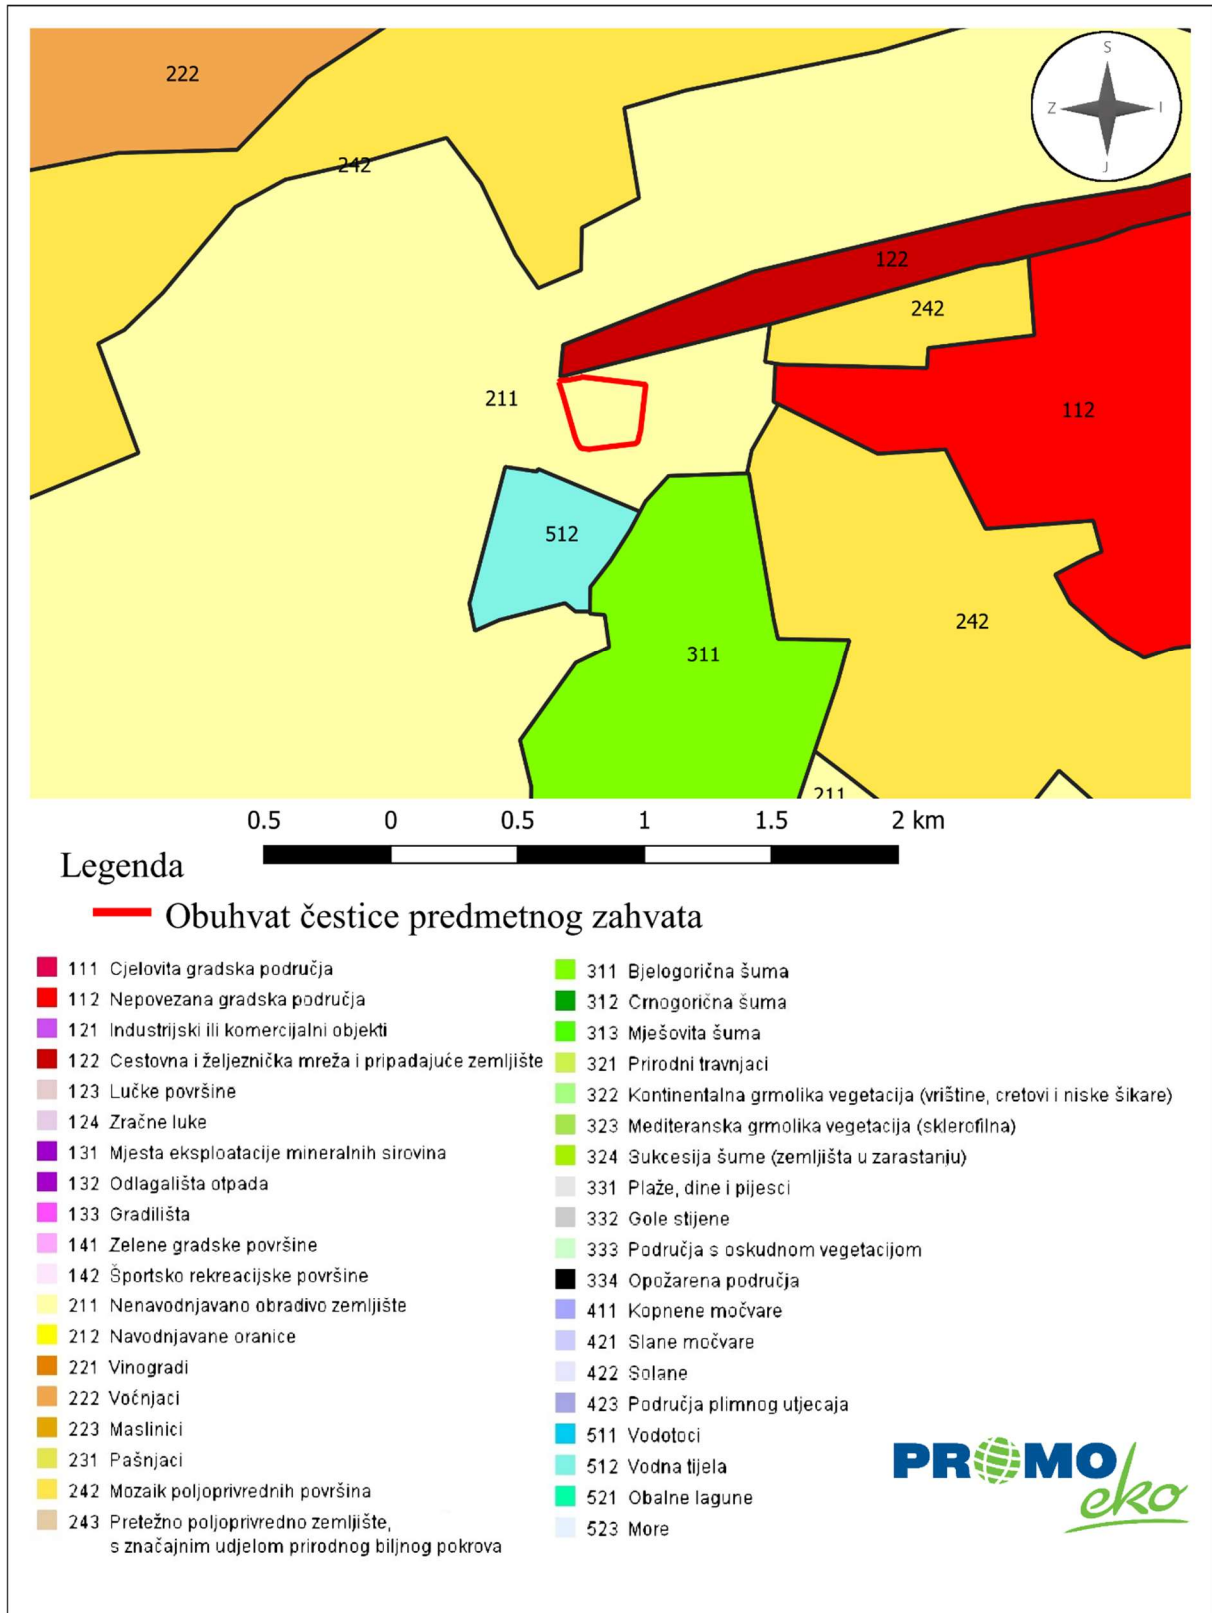 222
S
Z
I
J
242
122
242
211
112
512
242
311
211
0.5 0 0.5 1 1.5 2 km
Legenda
Obuhvat čestice predmetnog zahvata
111 Cjelovita gradska područja
112 Nepovezana gradska područja
121 Industrijski ili komercijalni objekti
122 Cestovna i željeznička mreža i pripadajuće zemljište
123 Lučke površine
124 Zračne luke
131 Mjesta eksploatacije mineralnih sirovina
132 Odlagališta otpada
133 Gradilišta
141 Zelene gradske površine
142 Športsko rekreacijske površine
211 Nenavodnjavano obradivo zemljište
212 Navodnjavane oranice
221 Vinogradi
222 Voćnjaci
223 Maslinici
231 Pašnjaci
242 Mozaik poljoprivrednih površina
243 Pretežno poljoprivredno zemljište,
s značajnim udjelom prirodnog biljnog pokrova
311 Bjelogorična šuma
312 Crnogorična šuma
313 Mješovita šuma
321 Prirodni travnjaci
322 Kontinentalna grmolika vegetacija (vrištine, cretovi i niske šikare)
323 Mediteranska grmolika vegetacija (sklerofilna)
324 Sukcesija šume (zemljišta u zarastanju)
331 Plaže, dine i pijesci
332 Gole stijene
333 Područja s oskudnom vegetacijom
334 Opožarena područja
411 Kopnene močvare
421 Slane močvare
422 Solane
423 Područja plimnog utjecaja
511 Vodotoci
512 Vodna tijela
521 Obalne lagune
523 More
PROMO
eko